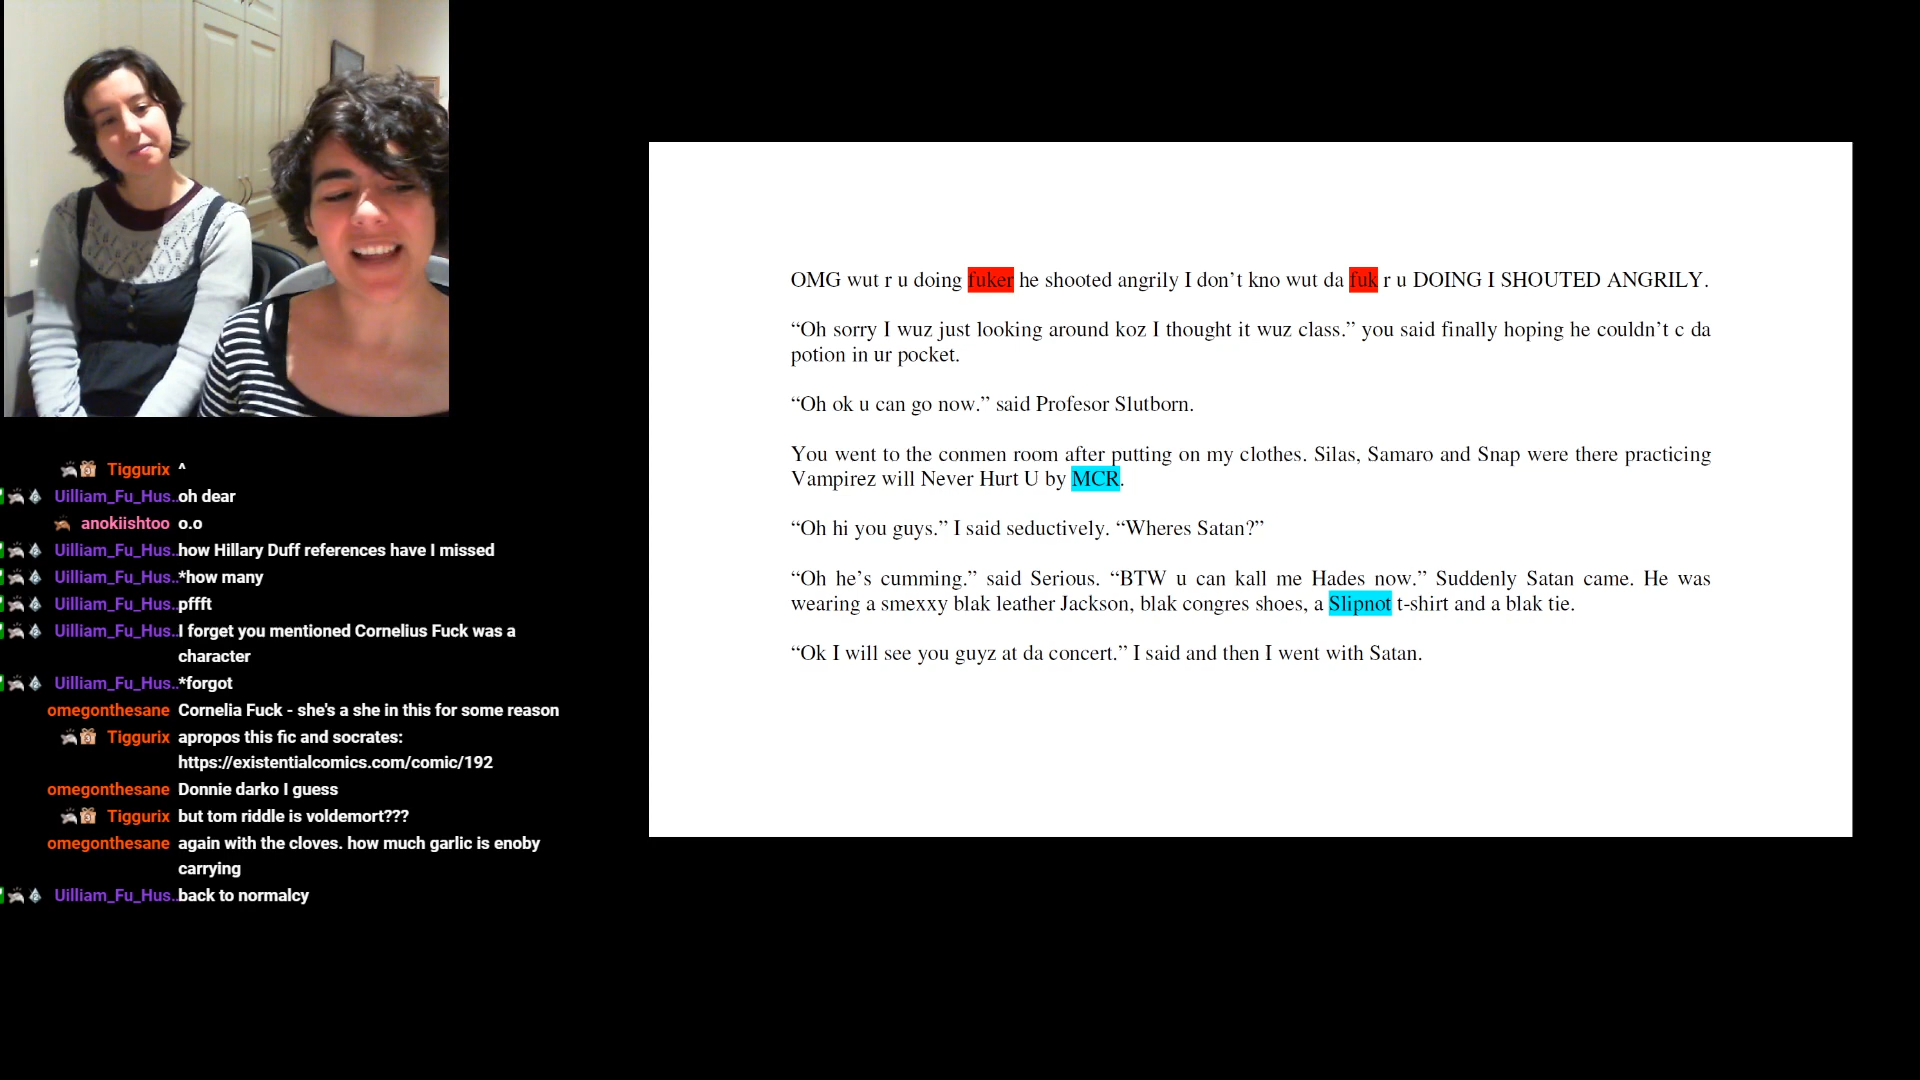 Tiggurix ^
Uilliam_Fu_Hus..oh dear
anokiishtoo o.o
Uilliam_Fu_Hus..how Hillary Duff references have I missed
Uilliam_Fu_Hus..*how many
Uilliam_Fu_Hus..pffft
Uilliam_Fu_Hus..I forget you mentioned Cornelius Fuck was a
character
Uilliam_Fu_Hus..*forgot
omegonthesane Cornelia Fuck - she's a she in this for some reason
Tiggurix apropos this fic and socrates:
https://existentialcomics.com/comic/192
omegonthesane Donnie darko I guess
Tiggurix but tom riddle is voldemort???
omegonthesane again with the cloves. how much garlic is enoby
carrying
Uilliam_Fu_Hus..back to normalcy
OMG wut r u doing fuker he shooted angrily I don’t kno wut da fuk r u DOING I SHOUTED ANGRILY.
“Oh sorry I wuz just looking around koz I thought it wuz class.” you said finally hoping he couldn’t c da
potion in ur pocket.
“Oh ok u can go now.” said Profesor Slutborn.
You went to the conmen room after putting on my clothes. Silas, Samaro and Snap were there practicing
Vampirez will Never Hurt U by MCR.
“Oh hi you guys.” I said seductively. “Wheres Satan?”
“Oh he’s cumming.” said Serious. “BTW u can kall me Hades now.” Suddenly Satan came. He was
wearing a smexxy blak leather Jackson, blak congres shoes, a Slipnot t-shirt and a blak tie.
“Ok I will see you guyz at da concert.” I said and then I went with Satan.